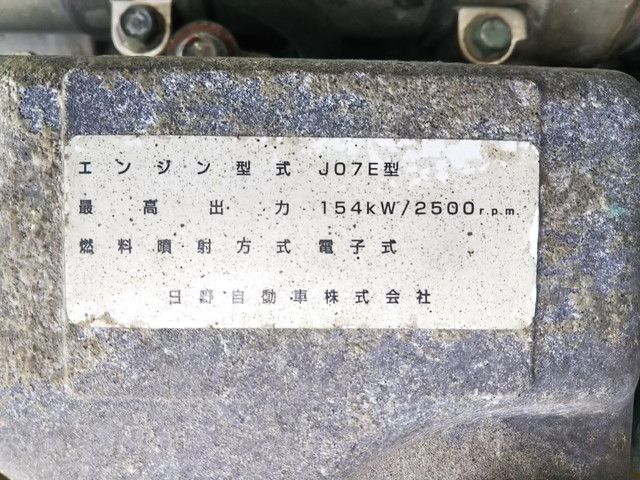 エンジン型式 J07E型
最高出力 154kW/2500r.p.m.
燃料噴射方式 電子式
日野自動車株式会社